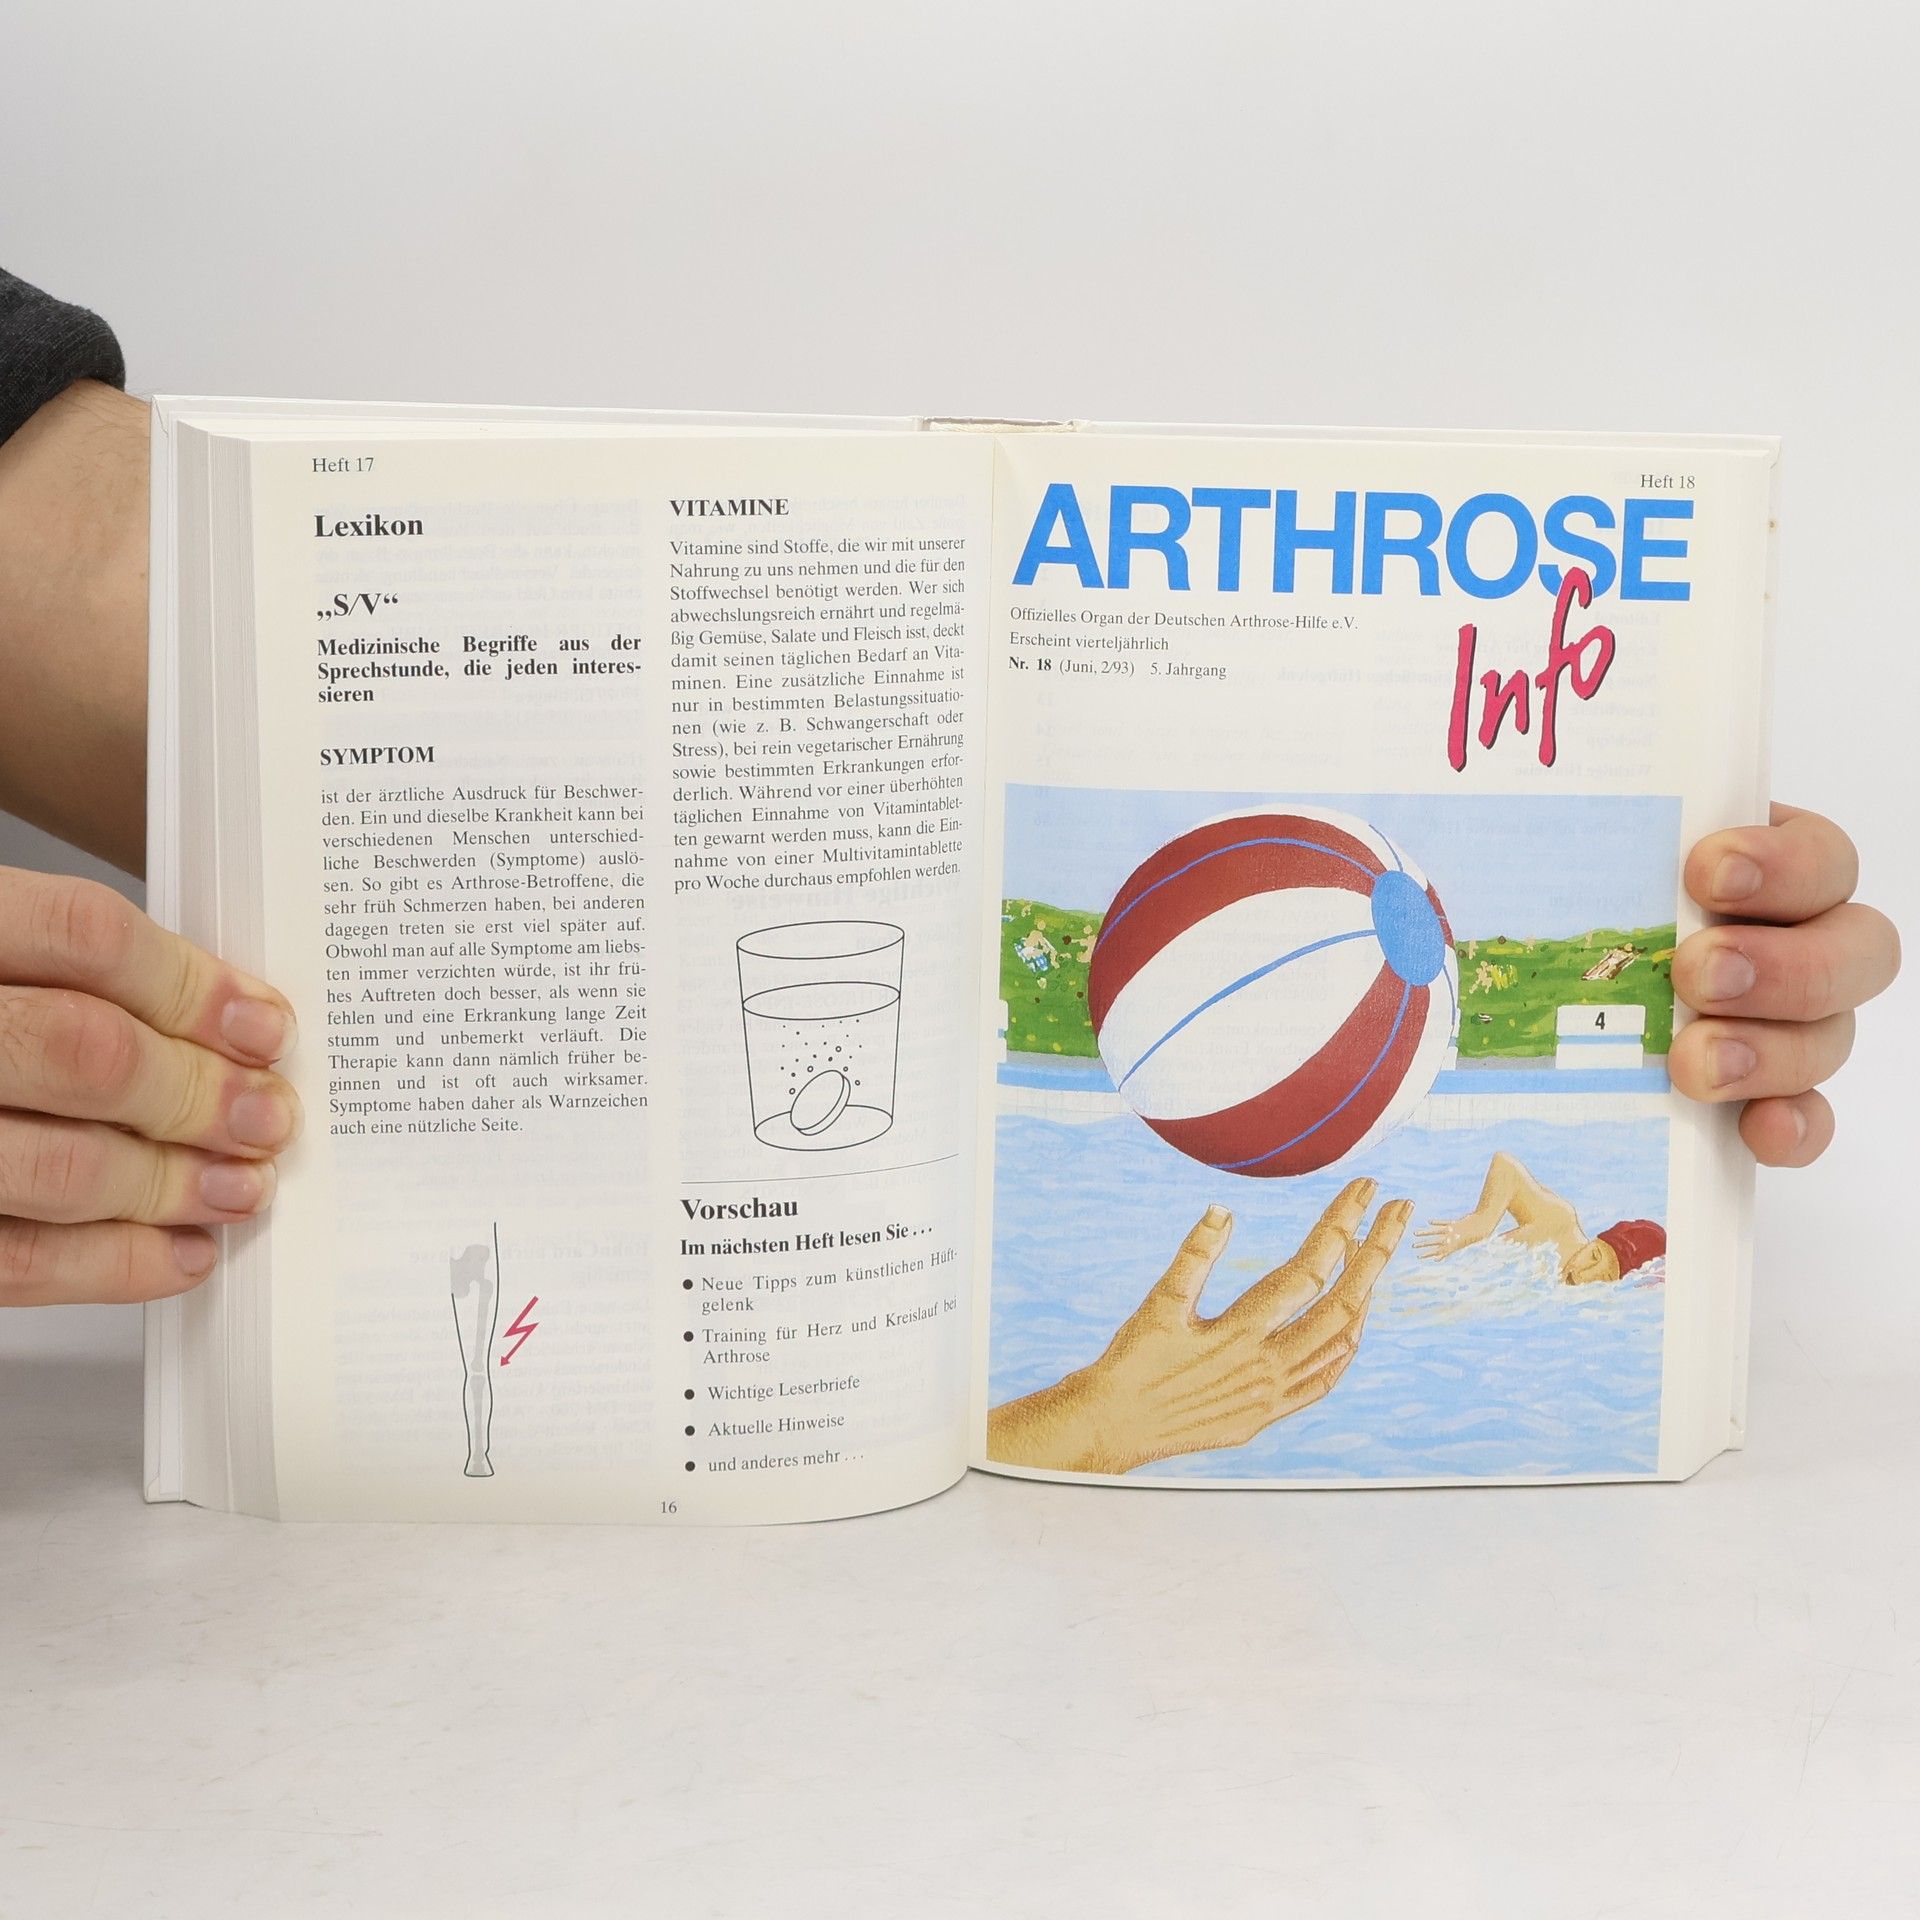 Heft 17
Lexikon
„S/V“
Medizinische Begriffe aus der
Sprechstunde, die jeden interes-
sieren
SYMPTOM
ist der ärztliche Ausdruck für Beschwer-
den. Ein und dieselbe Krankheit kann bei
verschiedenen Menschen unterschied-
liche Beschwerden (Symptome) auslö-
sen. So gibt es Arthrose-Betroffene, die
sehr früh Schmerzen haben, bei anderen
dagegen treten sie erst viel später auf.
Obwohl man auf alle Symptome am liebs-
ten immer verzichten würde, ist ihr frü-
hes Auftreten doch besser, als wenn sie
fehlen und eine Erkrankung lange Zeit
stumm und unbemerkt verläuft. Die
Therapie kann dann nämlich früher be-
ginnen und ist oft auch wirksamer.
Symptome haben daher als Warnzeichen
auch eine nützliche Seite.
VITAMINE
Vitamine sind Stoffe, die wir mit unserer
Nahrung zu uns nehmen und die für den
Stoffwechsel benötigt werden. Wer sich
abwechslungsreich ernährt und regelmä-
ßig Gemüse, Salate und Fleisch isst, deckt
damit seinen täglichen Bedarf an Vita-
minen. Eine zusätzliche Einnahme ist
nur in bestimmten Belastungssituatio-
nen (wie z. B. Schwangerschaft oder
Stress), bei rein vegetarischer Ernährung
sowie bestimmten Erkrankungen erfor-
derlich. Während vor einer überhöhten
täglichen Einnahme von Vitamintablet-
ten gewarnt werden muss, kann die Ein-
nahme von einer Multivitamintablette
pro Woche durchaus empfohlen werden.
Vorschau
Im nächsten Heft lesen Sie . . .
● Neue Tipps zum künstlichen Hüft-
gelenk
● Training für Herz und Kreislauf bei
Arthrose
● Wichtige Leserbriefe
● Aktuelle Hinweise
● und anderes mehr . . .
16
Heft 18
ARTHROSE
Info
Offizielles Organ der Deutschen Arthrose-Hilfe e.V.
Erscheint vierteljährlich
Nr. 18 (Juni, 2/93) 5. Jahrgang
4